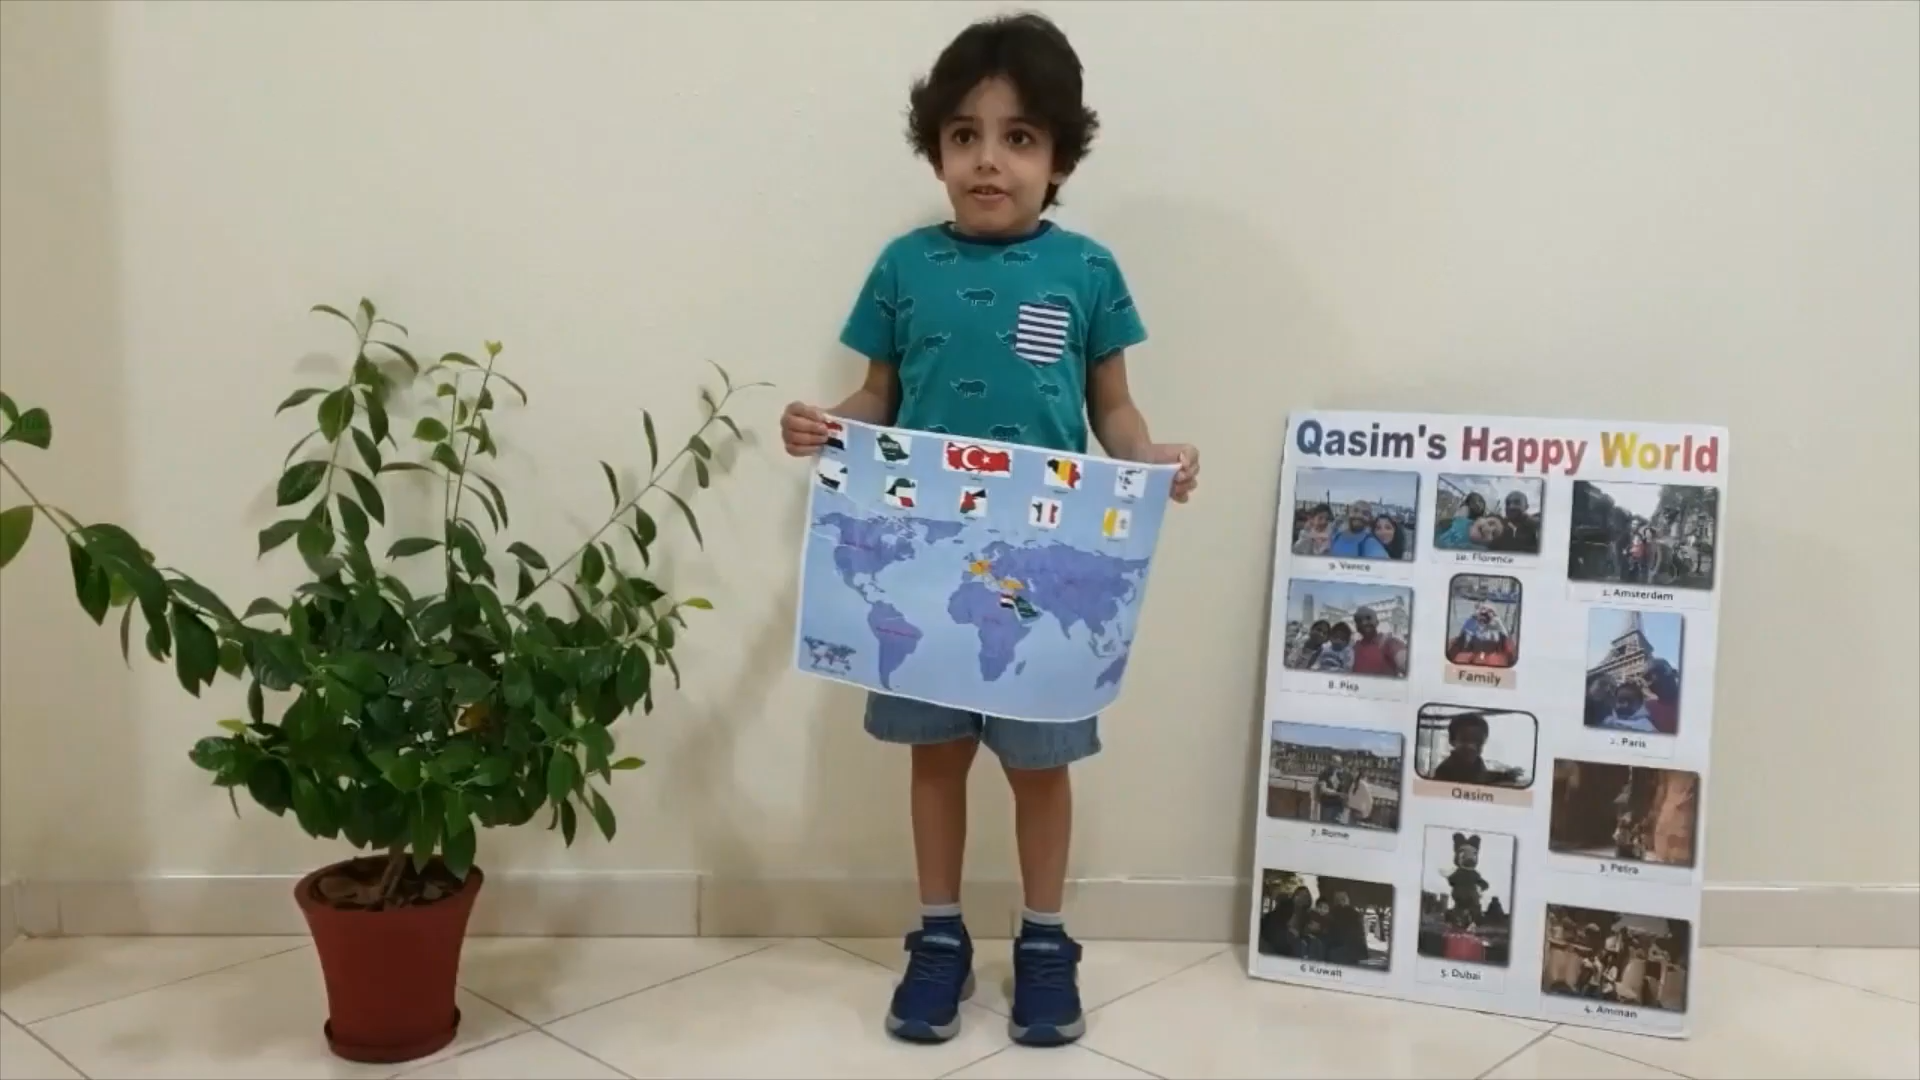 Qasim's Happy World
9. Venice
10. Florence
1. Amsterdam
8. Pisa
Family
2. Paris
7. Rome
Qasim
3. Petra
6 Kuwait
5. Dubai
4. Amman